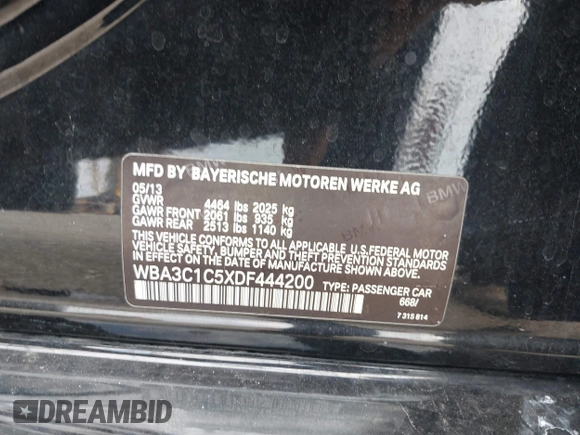 MFD BY BAYERISCHE MOTOREN WERKE AG
05/13
GVWR 4464 lbs 2025 kg
GAWR FRONT 2061 lbs 935 kg
GAWR REAR 2513 lbs 1140 kg
THIS VEHICLE CONFORMS TO ALL APPLICABLE U.S. FEDERAL MOTOR
VEHICLE SAFETY, BUMPER, AND THEFT PREVENTION STANDARDS
IN EFFECT ON THE DATE OF MANUFACTURE SHOWN ABOVE.
WBA3C1C5XDF444200 TYPE: PASSENGER CAR
668/
7 315 814
BMW
BMW
DREAMBID